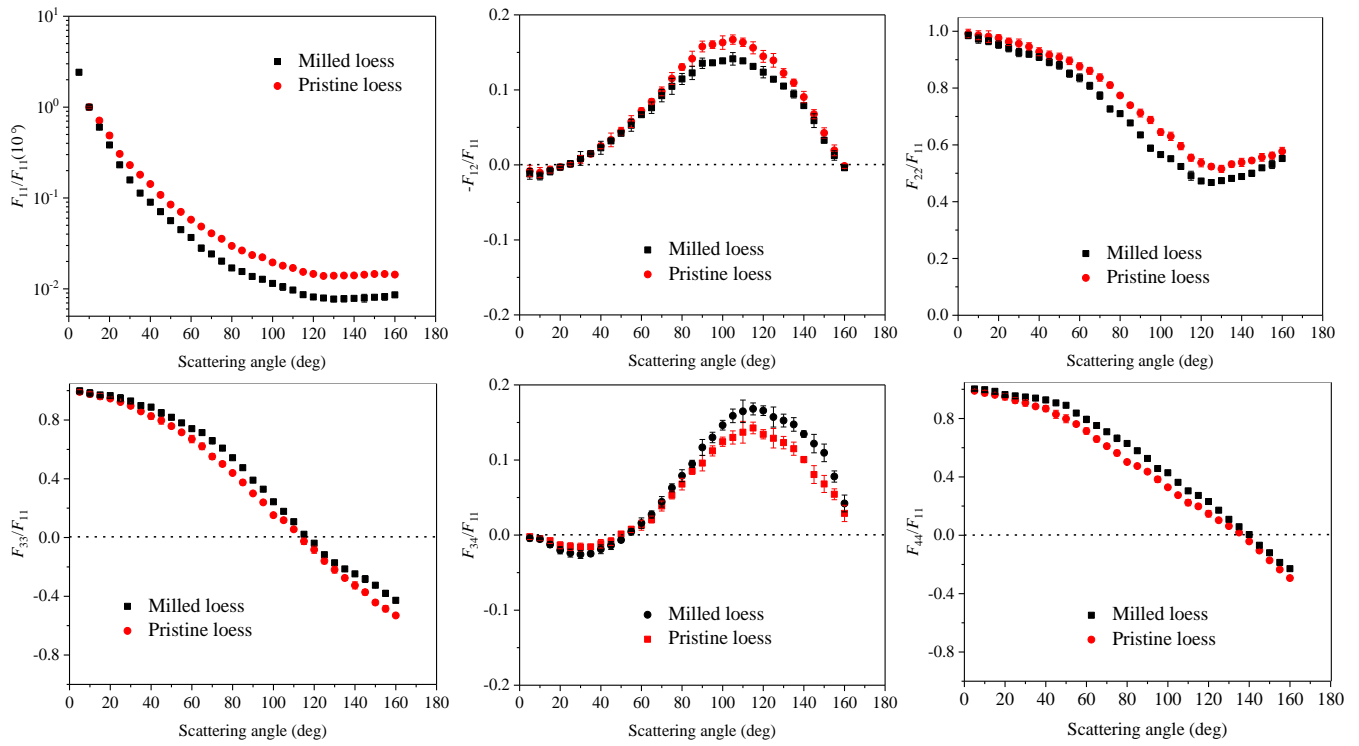 10¹
10⁰
10⁻¹
10⁻²
F₁₁/F₁₁(10 °)
Milled loess
Pristine loess
0 20 40 60 80 100 120 140 160 180
Scattering angle (deg)
0.2
0.1
0.0
-0.1
-0.2
-F₁₂/F₁₁
Milled loess
Pristine loess
0 20 40 60 80 100 120 140 160 180
Scattering angle (deg)
1.0
0.8
0.6
0.4
0.2
0.0
F₂₂/F₁₁
Milled loess
Pristine loess
0 20 40 60 80 100 120 140 160 180
Scattering angle (deg)
0.8
0.4
0.0
-0.4
-0.8
F₃₃/F₁₁
Milled loess
Pristine loess
0 20 40 60 80 100 120 140 160 180
Scattering angle (deg)
0.2
0.1
0.0
-0.1
-0.2
F₃₄/F₁₁
Milled loess
Pristine loess
0 20 40 60 80 100 120 140 160 180
Scattering angle (deg)
0.8
0.4
0.0
-0.4
-0.8
F₄₄/F₁₁
Milled loess
Pristine loess
0 20 40 60 80 100 120 140 160 180
Scattering angle (deg)